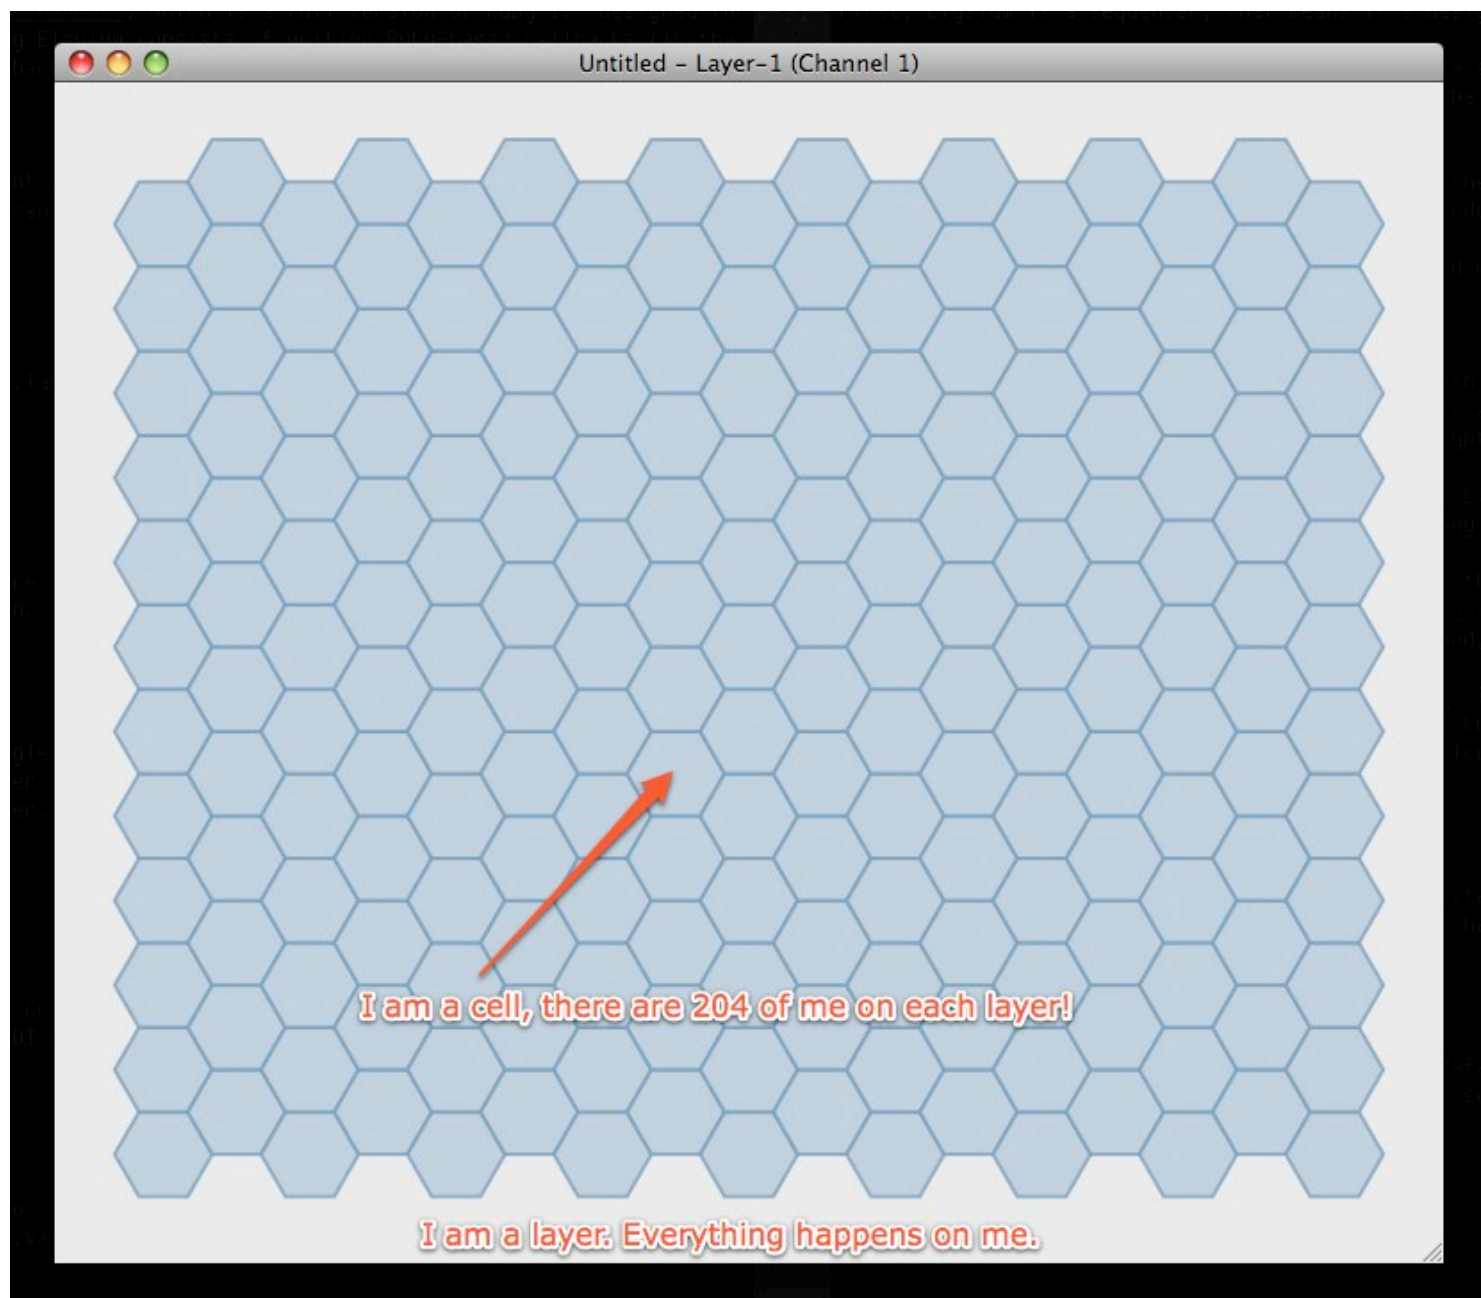 Untitled – Layer-1 (Channel 1)
I am a cell, there are 204 of me on each layer!
I am a layer. Everything happens on me.